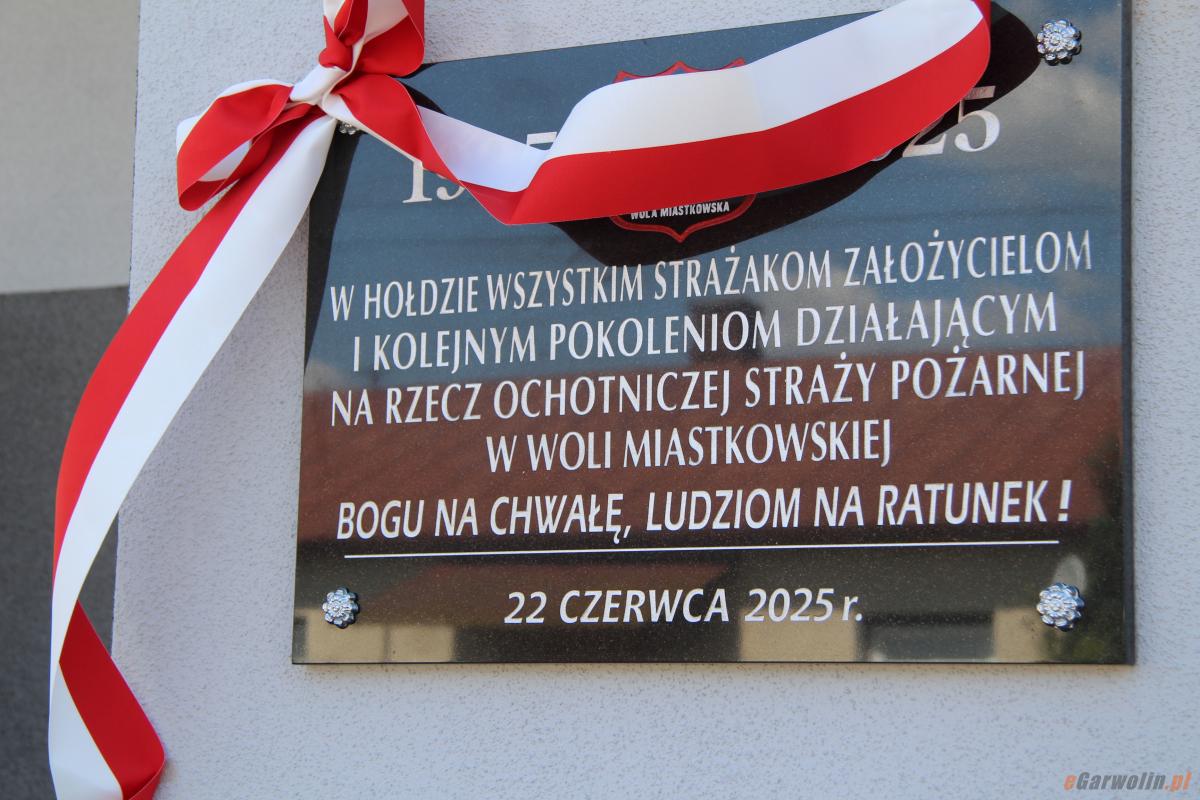 WOLA MIASTKOWSKA
W HOŁDZIE WSZYSTKIM STRAŻAKOM ZAŁOŻYCIELOM
I KOLEJNYM POKOLENIOM DZIAŁAJĄCYM
NA RZECZ OCHOTNICZEJ STRAŻY POŻARNEJ
W WOLI MIASTKOWSKIEJ
BOGU NA CHWAŁĘ, LUDZIOM NA RATUNEK !
22 CZERWCA 2025 r.
eGarwolin.pl